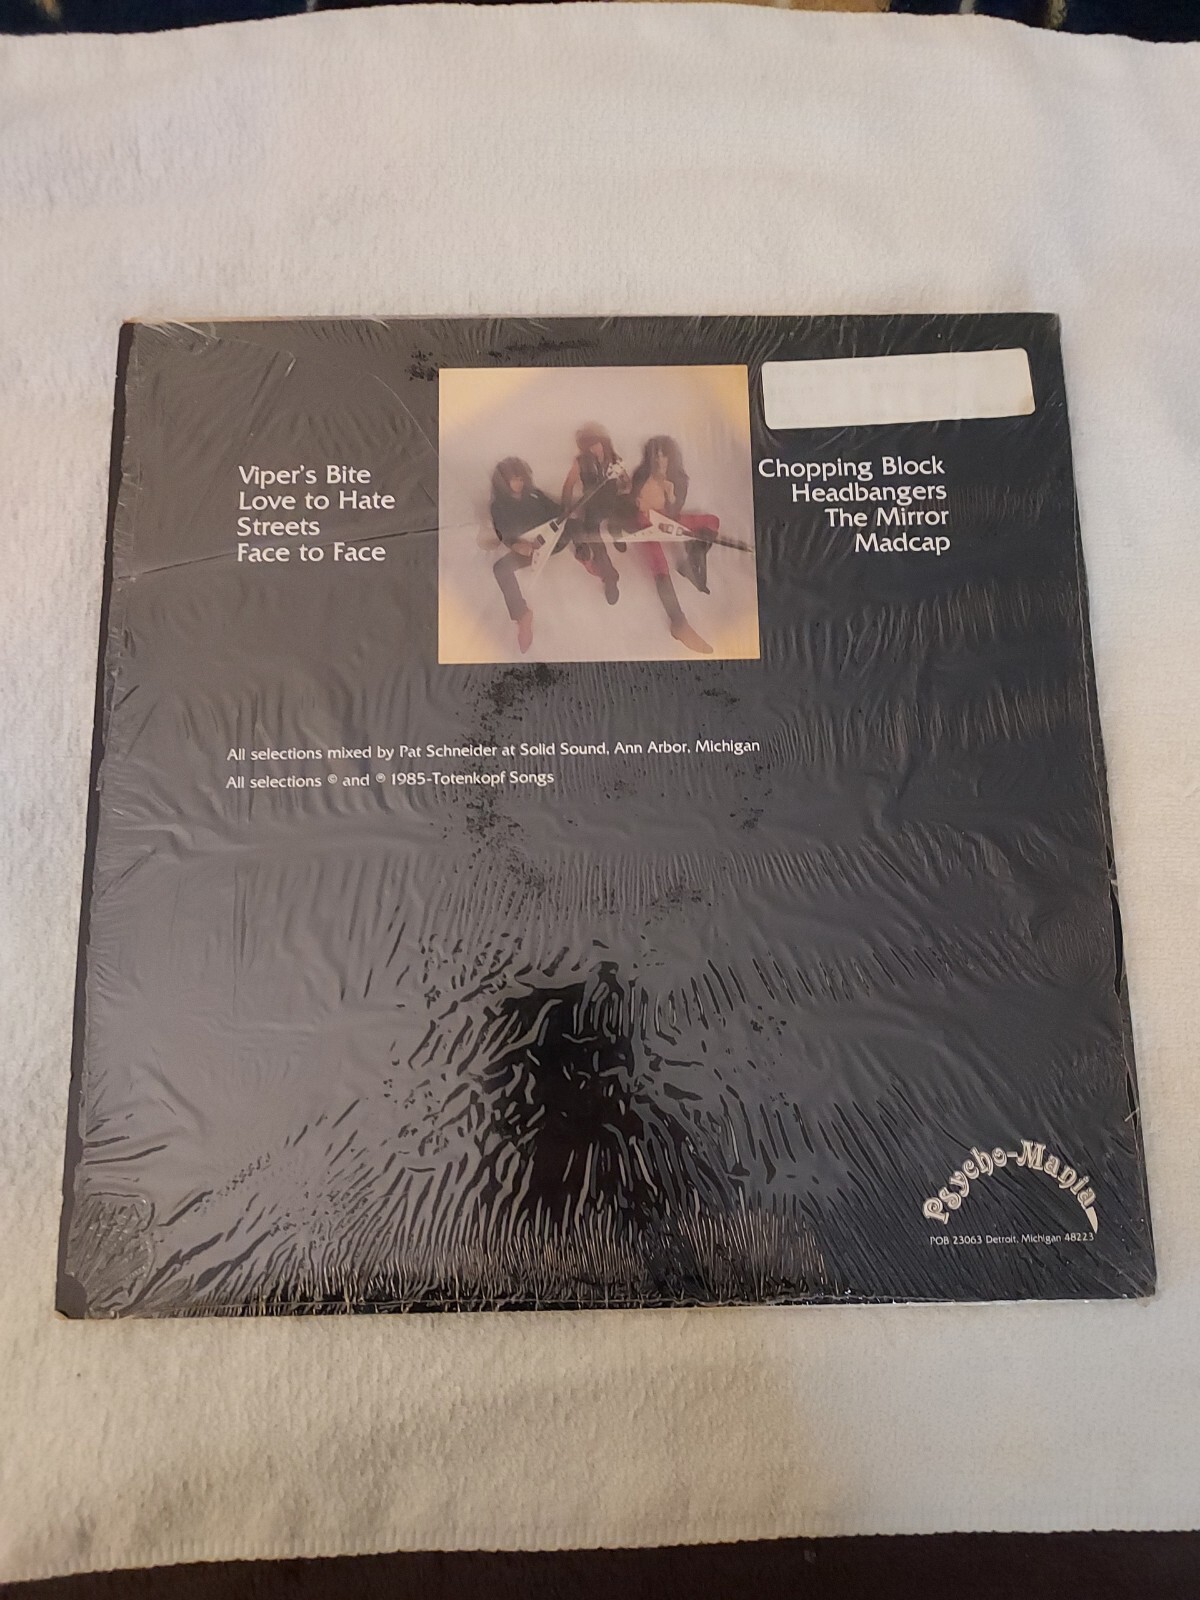 Viper's Bite
Love to Hate
Streets
Face to Face
Chopping Block
Headbangers
The Mirror
Madcap
All selections mixed by Pat Schneider at Solid Sound, Ann Arbor, Michigan
All selections © and ℗ 1985-Totenkopf Songs
Psycho-Mania
POB 23063 Detroit, Michigan 48223